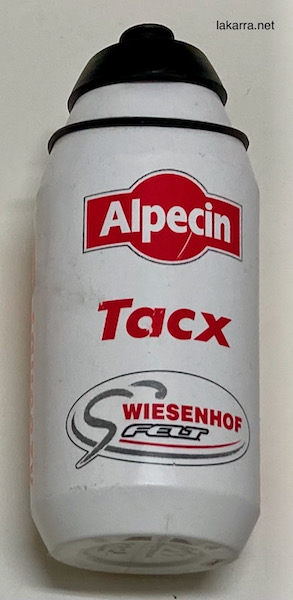 lakarra.net
Alpecin
Tacx
WIESENHOF
FELT